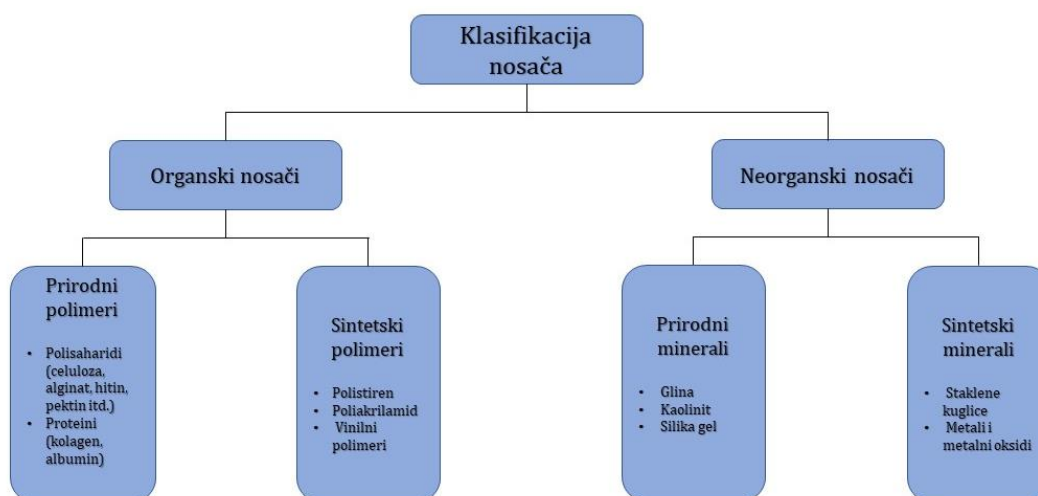 Klasifikacija
nosača
Organski nosači
Neorganski nosači
Prirodni
polimeri
• Polisaharidi
(celuloza,
alginat, hitin,
pektin itd.)
• Proteini
(kolagen,
albumin)
Sintetski
polimeri
• Polistiren
• Poliakrilamid
• Vinilni
polimeri
Prirodni
minerali
• Glina
• Kaolinit
• Silika gel
Sintetski
minerali
• Staklene
kuglice
• Metali i
metalni oksidi